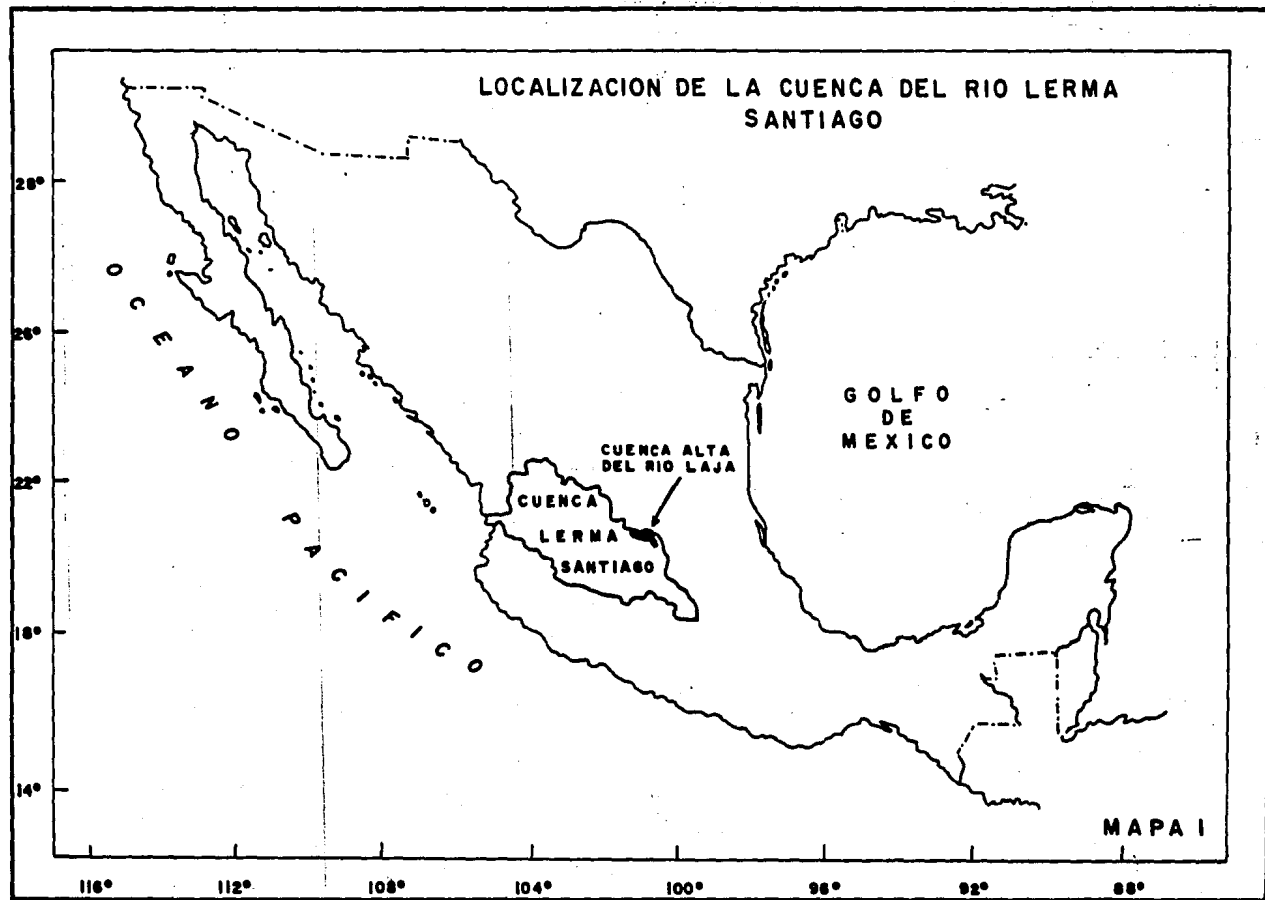 LOCALIZACION DE LA CUENCA DEL RIO LERMA
SANTIAGO
28°
26°
22°
18°
14°
OCEANO PACIFICO
GOLFO
DE
MEXICO
CUENCA ALTA
DEL RIO LAJA
CUENCA
LERMA
SANTIAGO
MAPA I
116°
112°
108°
104°
100°
96°
92°
88°